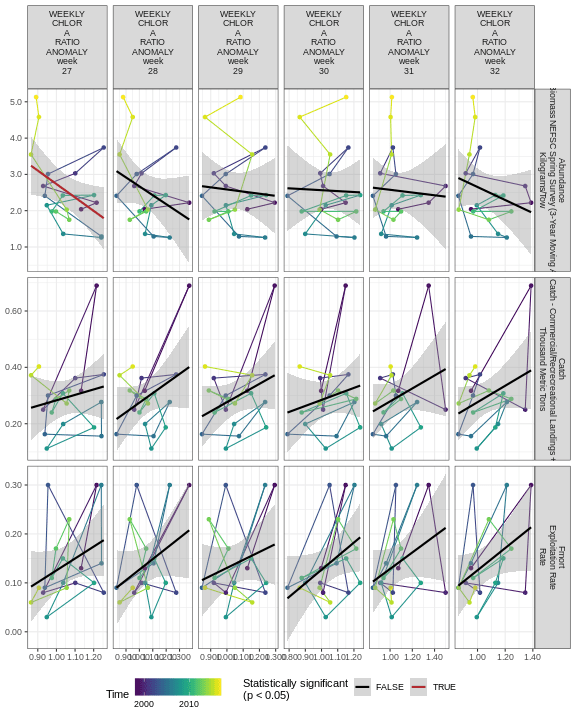 WEEKLY CHLOR A RATIO ANOMALY week 27
WEEKLY CHLOR A RATIO ANOMALY week 28
WEEKLY CHLOR A RATIO ANOMALY week 29
WEEKLY CHLOR A RATIO ANOMALY week 30
WEEKLY CHLOR A RATIO ANOMALY week 31
WEEKLY CHLOR A RATIO ANOMALY week 32
5.0
4.0
3.0
2.0
1.0
Abundance
Biomass NEFSC Spring Survey (3-Year Moving
Kilograms/Tow
0.60
0.40
0.20
Catch
Catch - Commercial/Recreational Landings +
Thousand Metric Tons
0.30
0.20
0.10
0.00
Fmort
Exploitation Rate
Rate
0.90 1.00 1.10 1.20
0.90 1.00 1.10 1.20 1.30
0.90 1.00 1.10 1.20 1.30
0.80 0.90 1.00 1.10 1.20
1.00 1.20 1.40
1.00 1.20 1.40
Time
2000 2010
Statistically significant
(p < 0.05)
FALSE TRUE